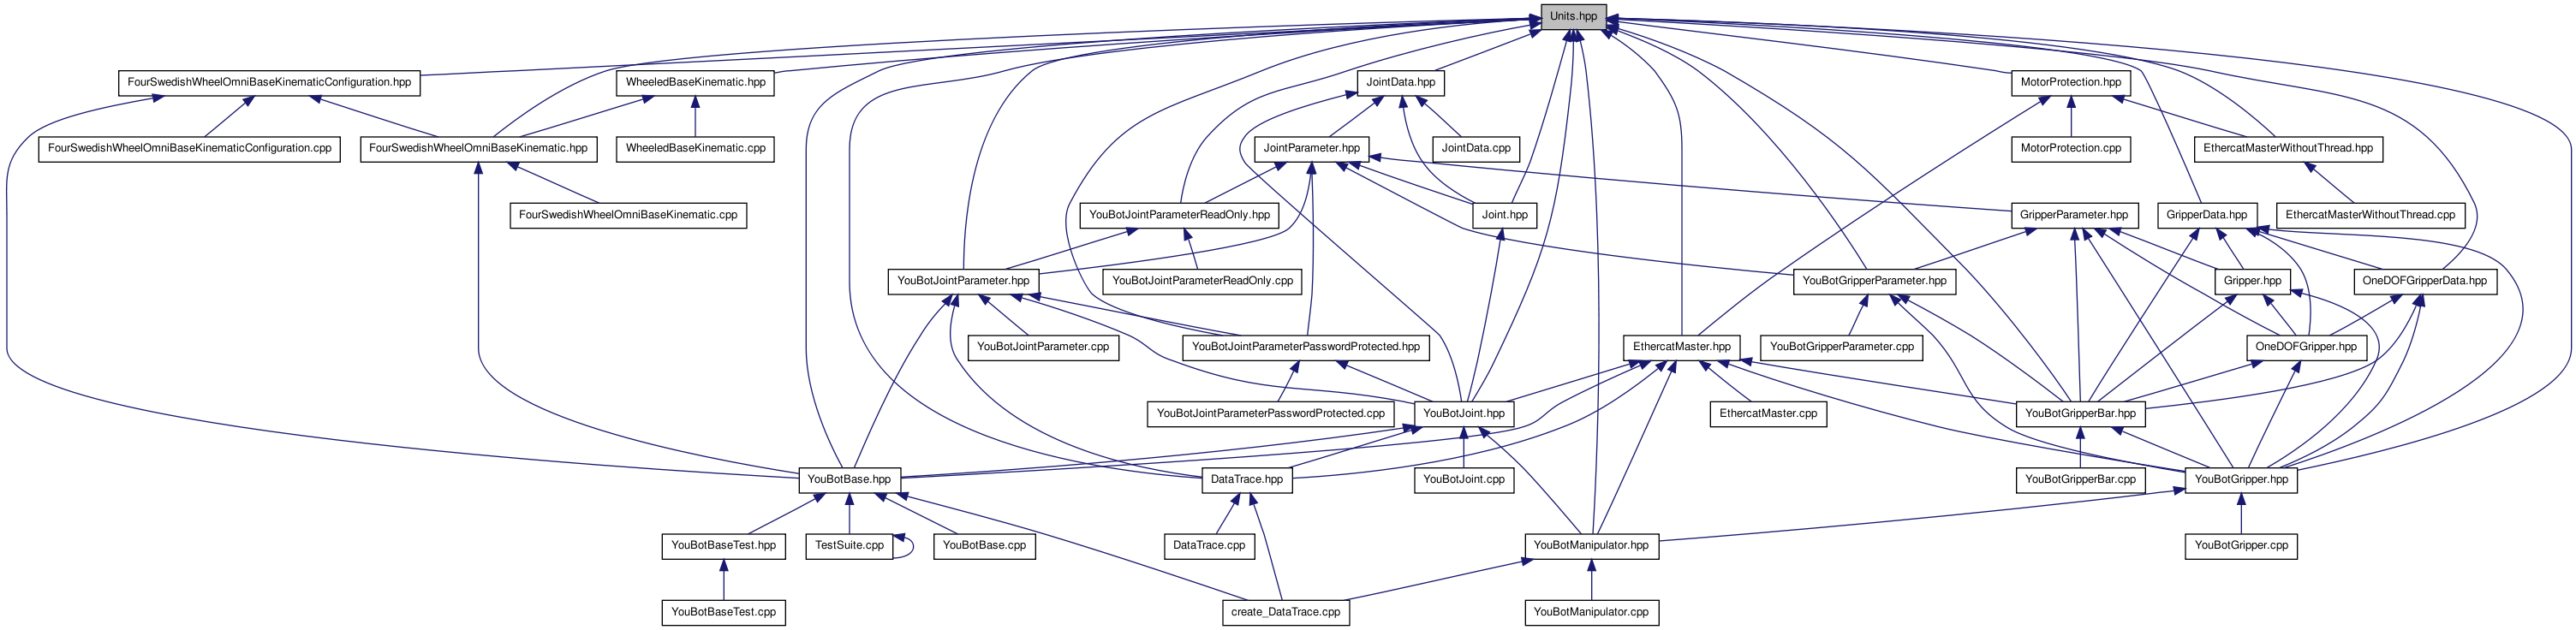 Units.hpp
FourSwedishWheelOmniBaseKinematicConfiguration.hpp
WheeledBaseKinematic.hpp
JointData.hpp
MotorProtection.hpp
FourSwedishWheelOmniBaseKinematicConfiguration.cpp
FourSwedishWheelOmniBaseKinematic.hpp
WheeledBaseKinematic.cpp
JointParameter.hpp
JointData.cpp
MotorProtection.cpp
EthercatMasterWithoutThread.hpp
FourSwedishWheelOmniBaseKinematic.cpp
YouBotJointParameterReadOnly.hpp
Joint.hpp
GripperParameter.hpp
GripperData.hpp
EthercatMasterWithoutThread.cpp
YouBotJointParameter.hpp
YouBotJointParameterReadOnly.cpp
YouBotGripperParameter.hpp
Gripper.hpp
OneDOFGripperData.hpp
YouBotJointParameter.cpp
YouBotJointParameterPasswordProtected.hpp
EthercatMaster.hpp
YouBotGripperParameter.cpp
OneDOFGripper.hpp
YouBotJointParameterPasswordProtected.cpp
YouBotJoint.hpp
EthercatMaster.cpp
YouBotGripperBar.hpp
YouBotBase.hpp
DataTrace.hpp
YouBotJoint.cpp
YouBotGripperBar.cpp
YouBotGripper.hpp
YouBotBaseTest.hpp
TestSuite.cpp
YouBotBase.cpp
DataTrace.cpp
YouBotManipulator.hpp
YouBotGripper.cpp
YouBotBaseTest.cpp
create_DataTrace.cpp
YouBotManipulator.cpp